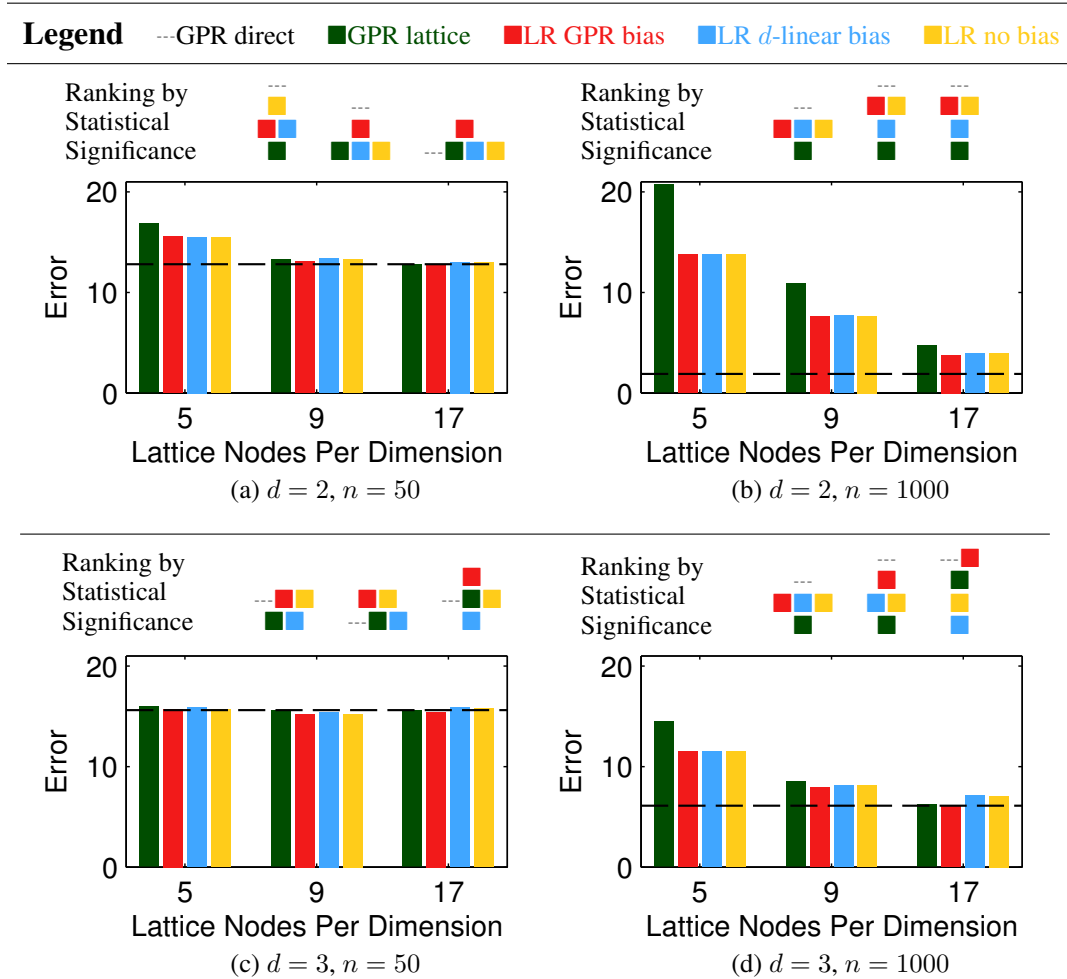 Legend ---GPR direct GPR lattice LR GPR bias LR d-linear bias LR no bias
Ranking by
Statistical
Significance
20
10
0
Error
5 9 17
Lattice Nodes Per Dimension
(a) d = 2, n = 50
Ranking by
Statistical
Significance
20
10
0
Error
5 9 17
Lattice Nodes Per Dimension
(b) d = 2, n = 1000
Ranking by
Statistical
Significance
20
10
0
Error
5 9 17
Lattice Nodes Per Dimension
(c) d = 3, n = 50
Ranking by
Statistical
Significance
20
10
0
Error
5 9 17
Lattice Nodes Per Dimension
(d) d = 3, n = 1000